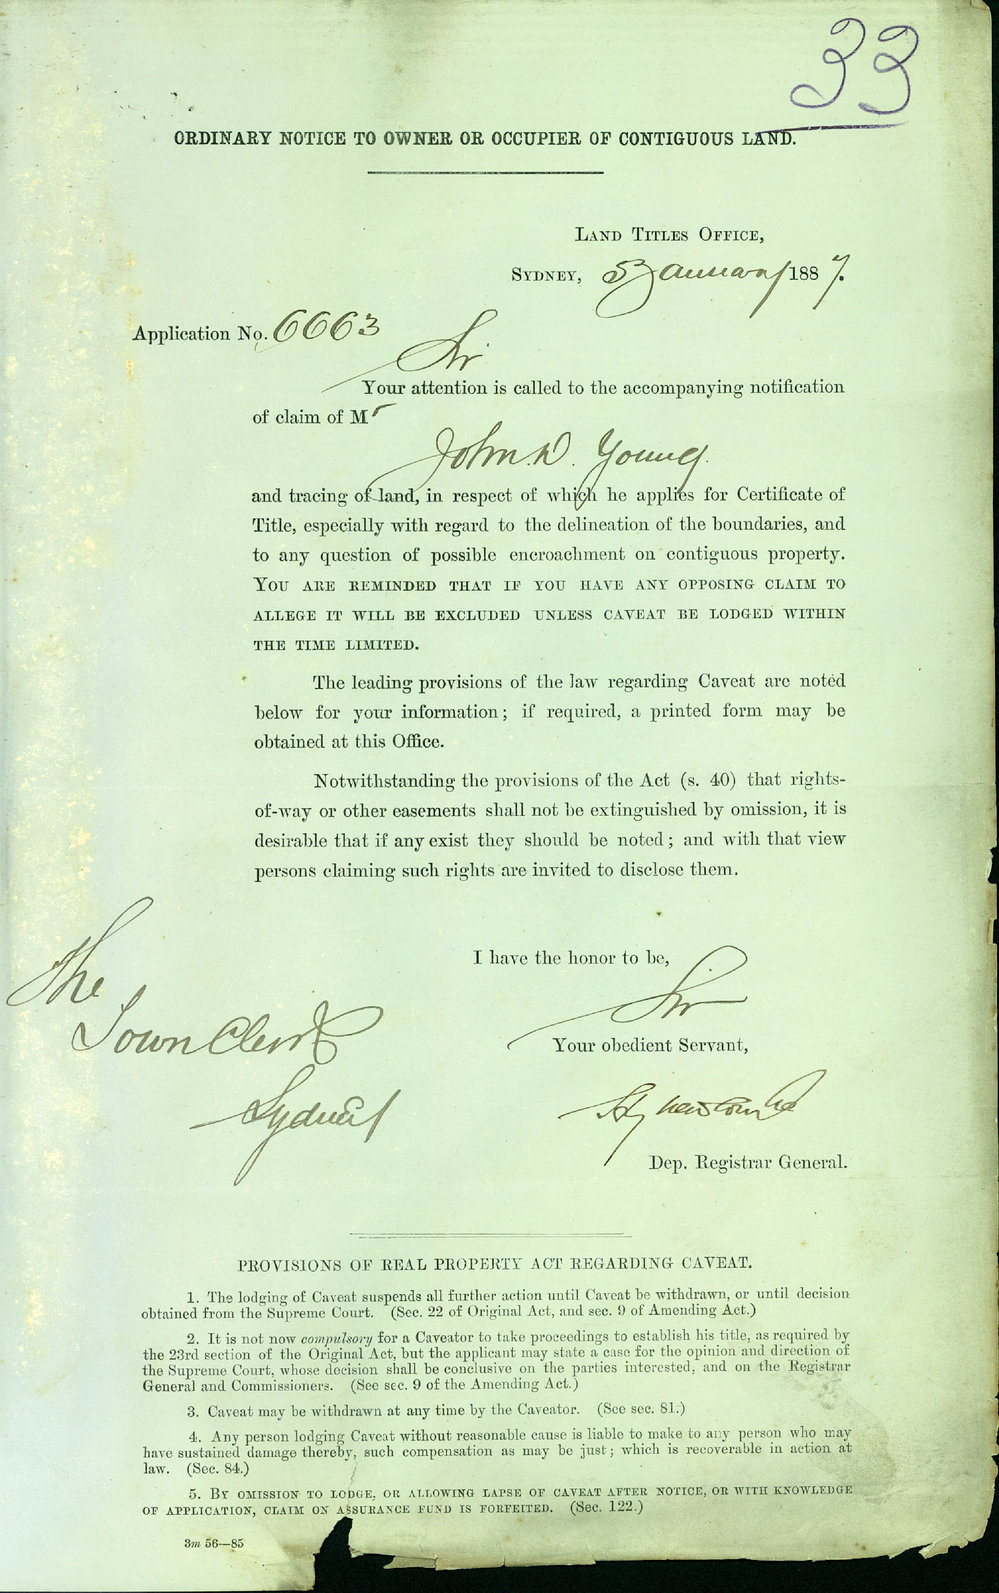 33
ORDINARY NOTICE TO OWNER OR OCCUPIER OF CONTIGUOUS LAND.
LAND TITLES OFFICE,
SYDNEY, 5 January 1887.
Application No. 6663
Sir
Your attention is called to the accompanying notification
of claim of Mr
John W. Young.
and tracing of land, in respect of which he applies for Certificate of
Title, especially with regard to the delineation of the boundaries, and
to any question of possible encroachment on contiguous property.
YOU ARE REMINDED THAT IF YOU HAVE ANY OPPOSING CLAIM TO
ALLEGE IT WILL BE EXCLUDED UNLESS CAVEAT BE LODGED WITHIN
THE TIME LIMITED.
The leading provisions of the law regarding Caveat are noted
below for your information; if required, a printed form may be
obtained at this Office.
Notwithstanding the provisions of the Act (s. 40) that rights-
of-way or other easements shall not be extinguished by omission, it is
desirable that if any exist they should be noted; and with that view
persons claiming such rights are invited to disclose them.
I have the honor to be,
Sir
Your obedient Servant,
Dep. Registrar General.
The
Town Clerk
Sydney
PROVISIONS OF REAL PROPERTY ACT REGARDING CAVEAT.
1. The lodging of Caveat suspends all further action until Caveat be withdrawn, or until decision
obtained from the Supreme Court. (Sec. 22 of Original Act, and sec. 9 of Amending Act.)
2. It is not now compulsory for a Caveator to take proceedings to establish his title, as required by
the 23rd section of the Original Act, but the applicant may state a case for the opinion and direction of
the Supreme Court, whose decision shall be conclusive on the parties interested, and on the Registrar
General and Commissioners. (See sec. 9 of the Amending Act.)
3. Caveat may be withdrawn at any time by the Caveator. (See sec. 81.)
4. Any person lodging Caveat without reasonable cause is liable to make to any person who may
have sustained damage thereby, such compensation as may be just; which is recoverable in action at
law. (Sec. 84.)
5. BY OMISSION TO LODGE, OR ALLOWING LAPSE OF CAVEAT AFTER NOTICE, OR WITH KNOWLEDGE
OF APPLICATION, CLAIM ON ASSURANCE FUND IS FORFEITED. (Sec. 122.)
3m 56—85